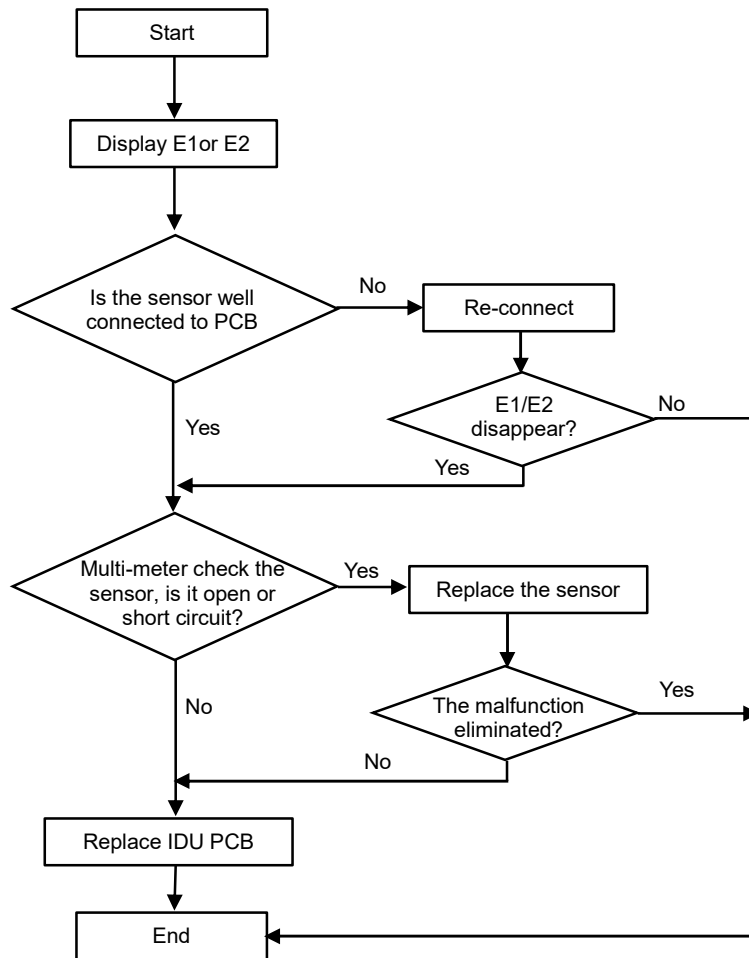 Start
Display E1or E2
Is the sensor well
connected to PCB
No
Re-connect
E1/E2
disappear?
No
Yes
Yes
Multi-meter check the
sensor, is it open or
short circuit?
Yes
Replace the sensor
The malfunction
eliminated?
Yes
No
No
Replace IDU PCB
End